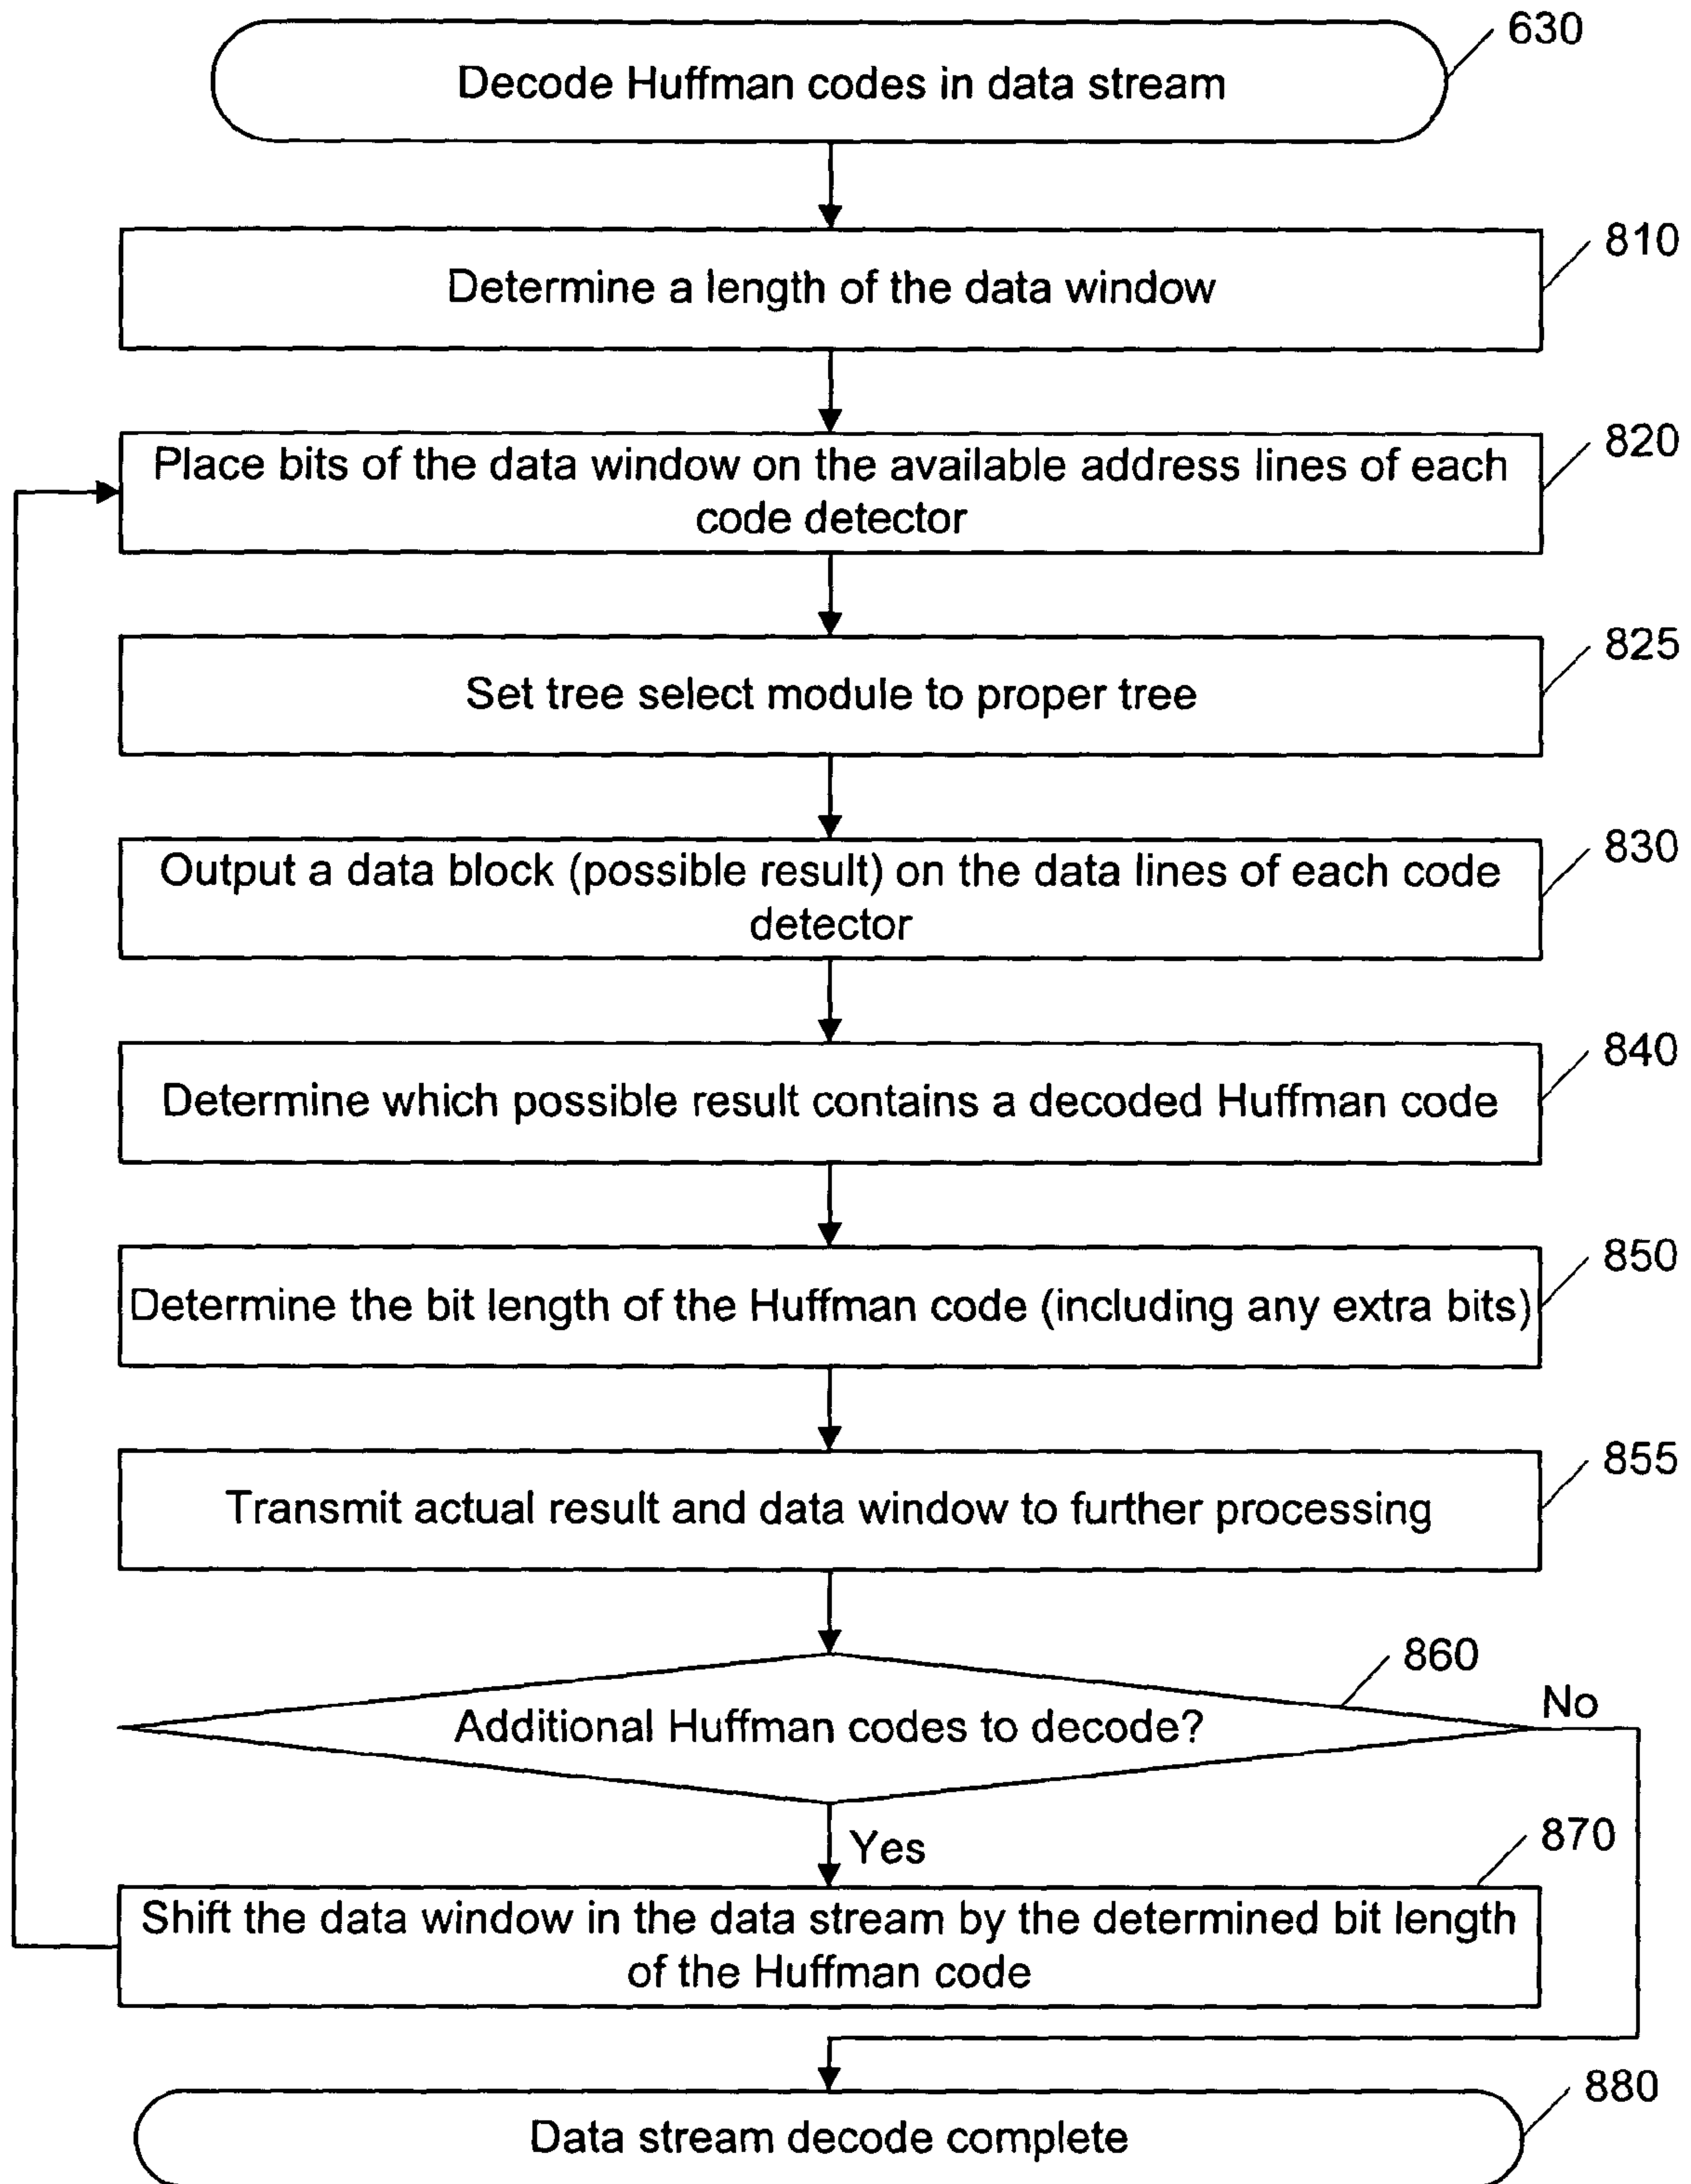 630
Decode Huffman codes in data stream
810
Determine a length of the data window
820
Place bits of the data window on the available address lines of each
code detector
825
Set tree select module to proper tree
830
Output a data block (possible result) on the data lines of each code
detector
840
Determine which possible result contains a decoded Huffman code
850
Determine the bit length of the Huffman code (including any extra bits)
855
Transmit actual result and data window to further processing
860
No
Additional Huffman codes to decode?
Yes
870
Shift the data window in the data stream by the determined bit length
of the Huffman code
880
Data stream decode complete